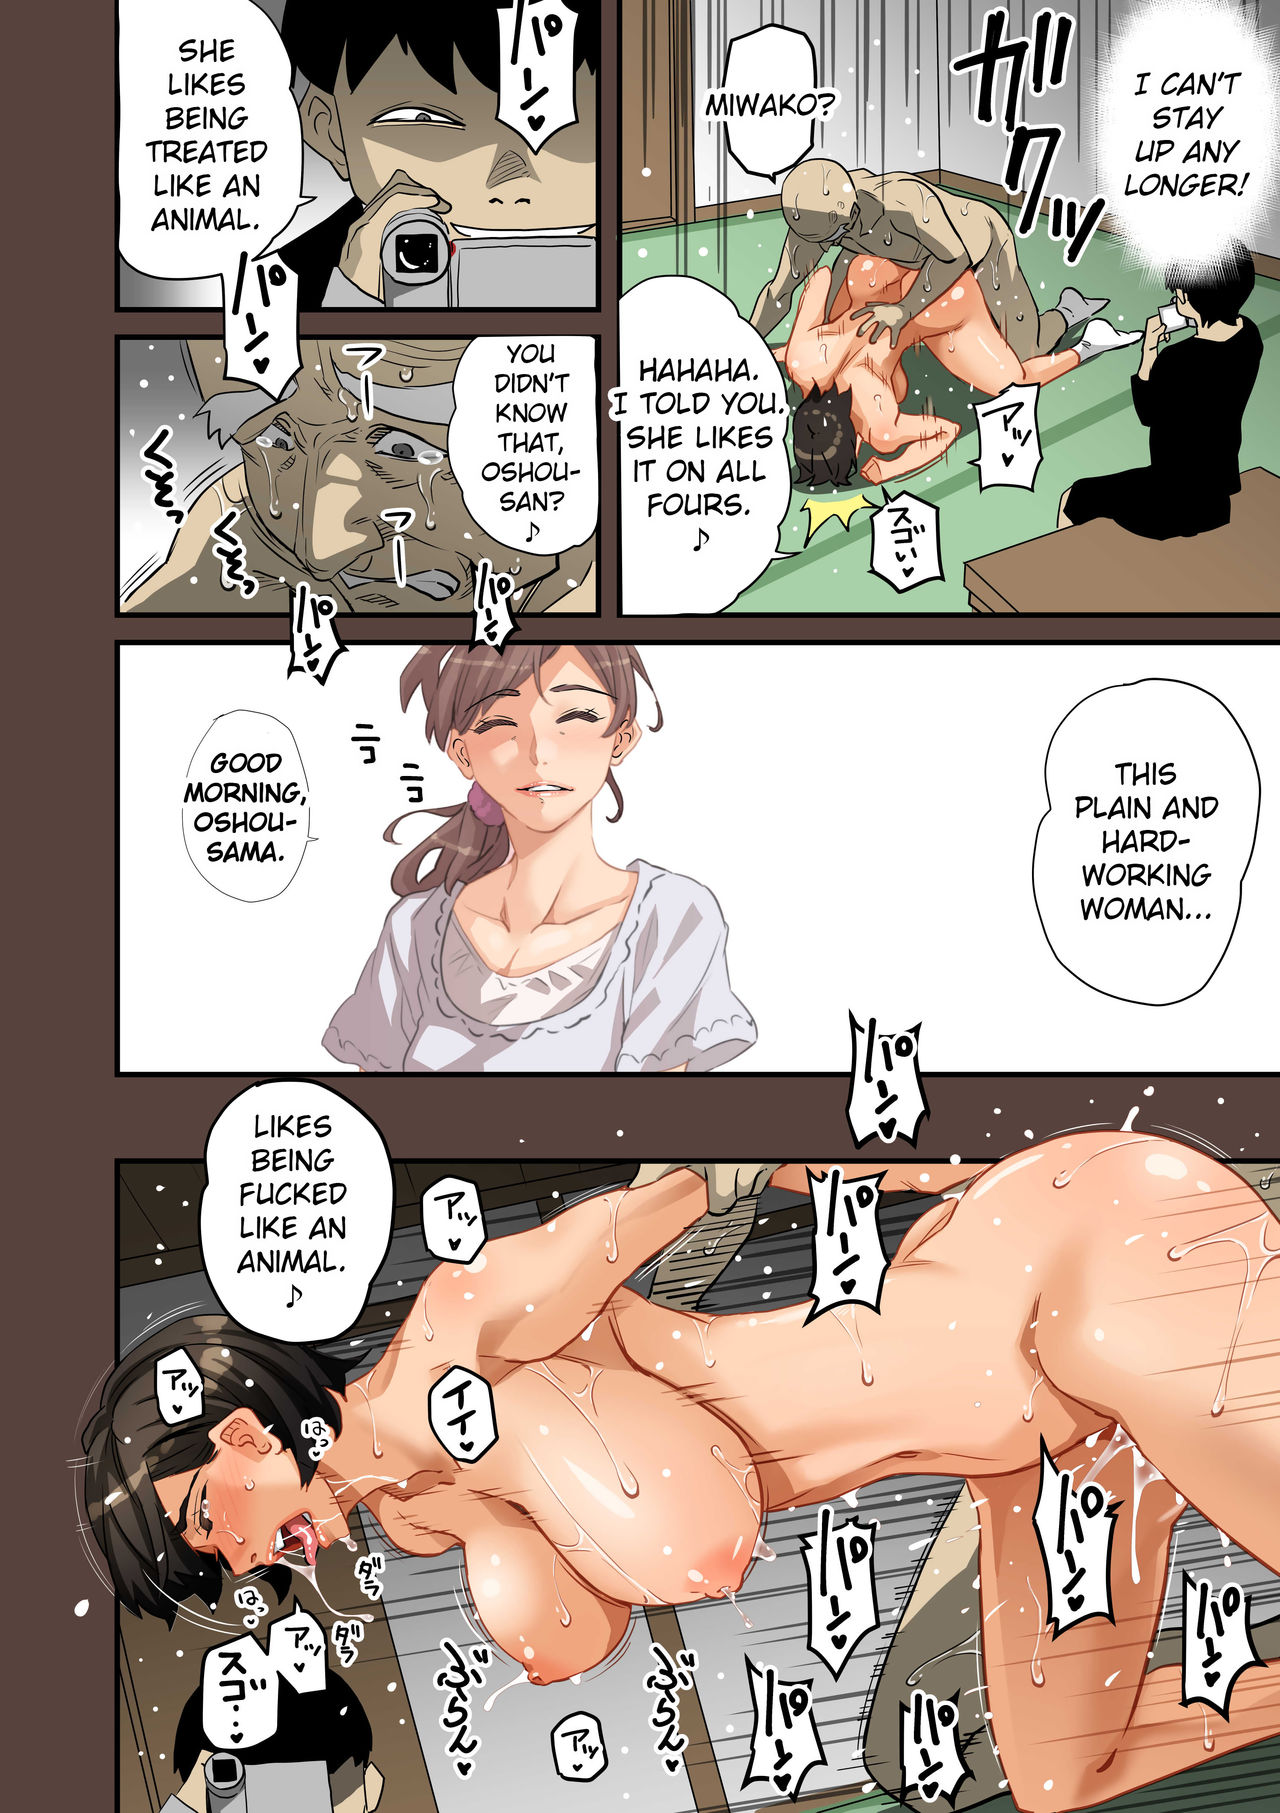 I CAN'T
STAY
UP ANY
LONGER!
ガクッ
MIWAKO?
アッ
スゴい
HAHAHA.
I TOLD YOU.
SHE LIKES
IT ON ALL
FOURS.
♪
パーン
SHE
LIKES
BEING
TREATED
LIKE AN
ANIMAL.
パーン
YOU
DIDN'T
KNOW
THAT,
OSHOU-
SAN?
♪
つー
つー
くくっ
パーン
パーン
THIS
PLAIN AND
HARD-
WORKING
WOMAN...
ニコ
ニコ
GOOD
MORNING,
OSHOU-
SAMA.
パーン
パーン
LIKES
BEING
FUCKED
LIKE AN
ANIMAL.
♪
アッ
アッ
イイ
はっ
ダラ
ダラ
はっ
アッ
スゴ…
ぶらん
ぶらん
アッ
パーン
パーン
パーン
パーン
パーン